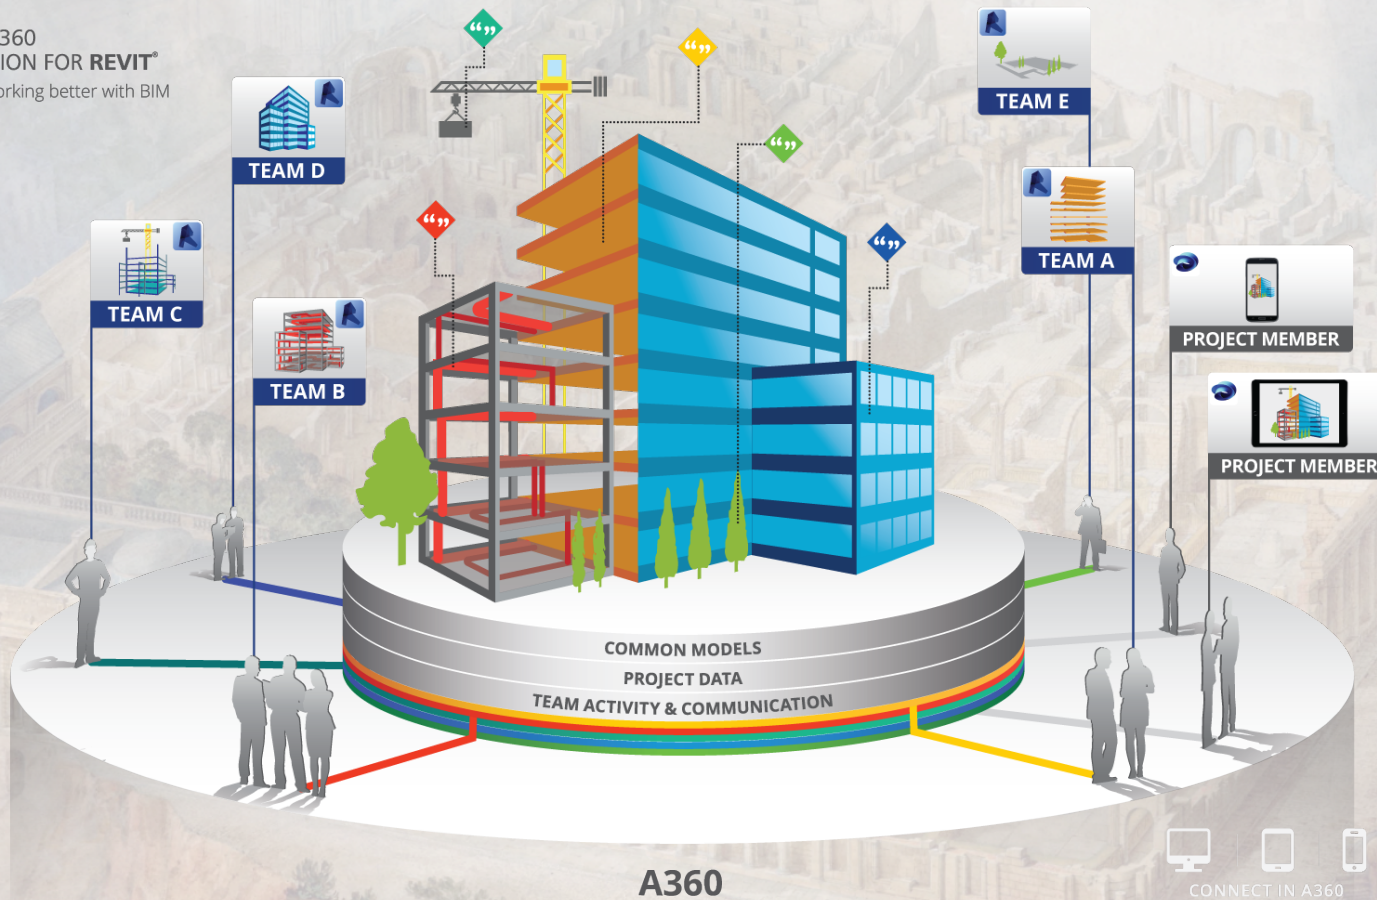 360
ION FOR REVIT®
orking better with BIM
TEAM E
TEAM D
TEAM A
TEAM C
PROJECT MEMBER
TEAM B
PROJECT MEMBER
COMMON MODELS
PROJECT DATA
TEAM ACTIVITY & COMMUNICATION
A360
CONNECT IN A360